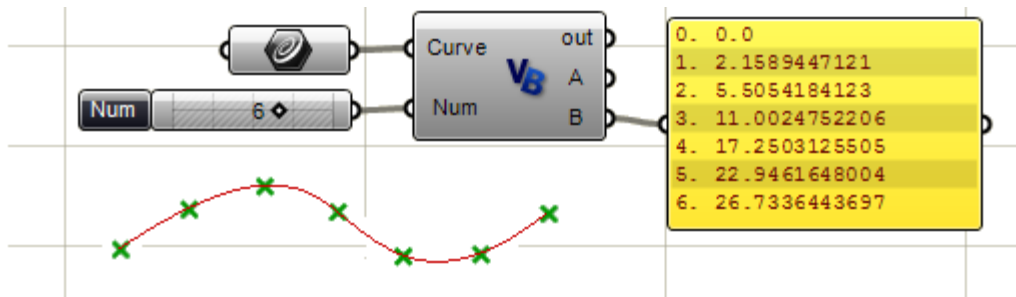 Curve
Num
out
A
B
VB
Num
6
0. 0.0
1. 2.1589447121
2. 5.5054184123
3. 11.0024752206
4. 17.2503125505
5. 22.9461648004
6. 26.7336443697